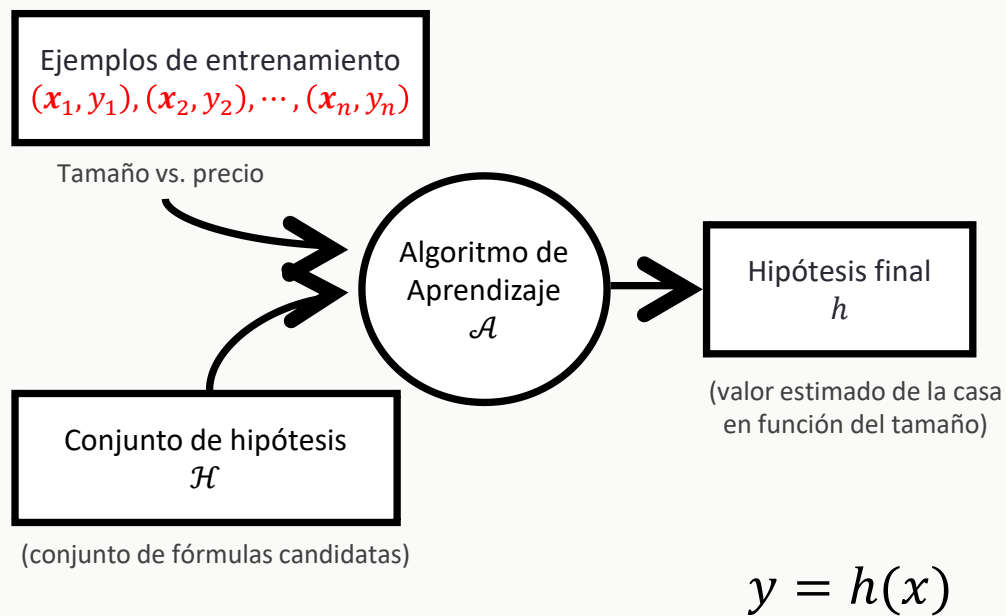 Ejemplos de entrenamiento
(𝒙₁, y₁), (𝒙₂, y₂), ⋯ , (𝒙ₙ, yₙ)
Tamaño vs. precio
Algoritmo de
Aprendizaje
𝒜
Hipótesis final
h
(valor estimado de la casa
en función del tamaño)
Conjunto de hipótesis
ℋ
(conjunto de fórmulas candidatas)
y = h(x)